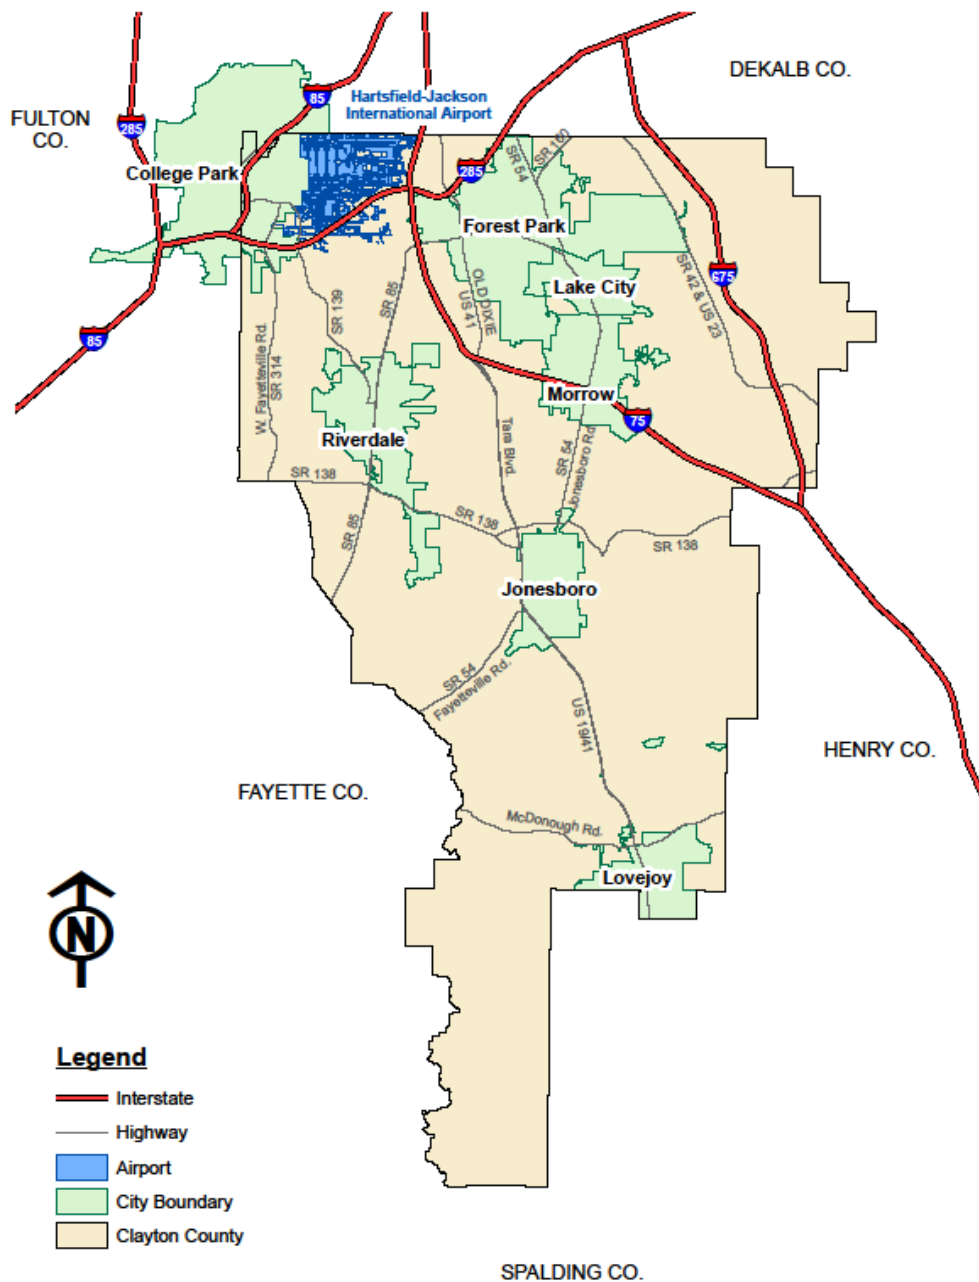 DEKALB CO.
FULTON
CO.
85
285
Hartsfield-Jackson
International Airport
College Park
285
SR 54
SR 160
Forest Park
Lake City
675
SR 42 & US 23
OLD DIXIE
US 41
SR 85
SR 139
W. Fayetteville Rd.
SR 314
85
Morrow
75
Riverdale
Tara Blvd.
SR 54
Jonesboro Rd.
SR 138
SR 138
SR 138
SR 85
Jonesboro
SR 54
Fayetteville Rd.
US 19/41
HENRY CO.
FAYETTE CO.
McDonough Rd.
Lovejoy
N
Legend
Interstate
Highway
Airport
City Boundary
Clayton County
SPALDING CO.